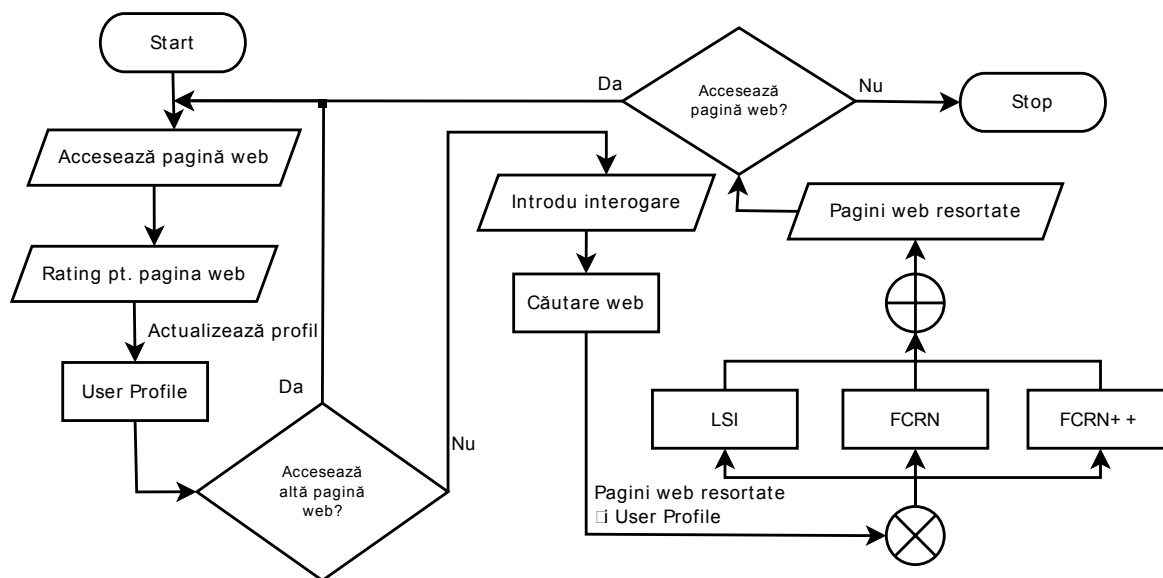 Start
Da
Accesează
pagină web?
Nu
Stop
Accesează pagină web
Introdu interogare
Pagini web resortate
Rating pt. pagina web
Căutare web
Actualizează profil
User Profile
Da
Nu
LSI
FCRN
FCRN++
Accesează
altă pagină
web?
Pagini web resortate
User Profile